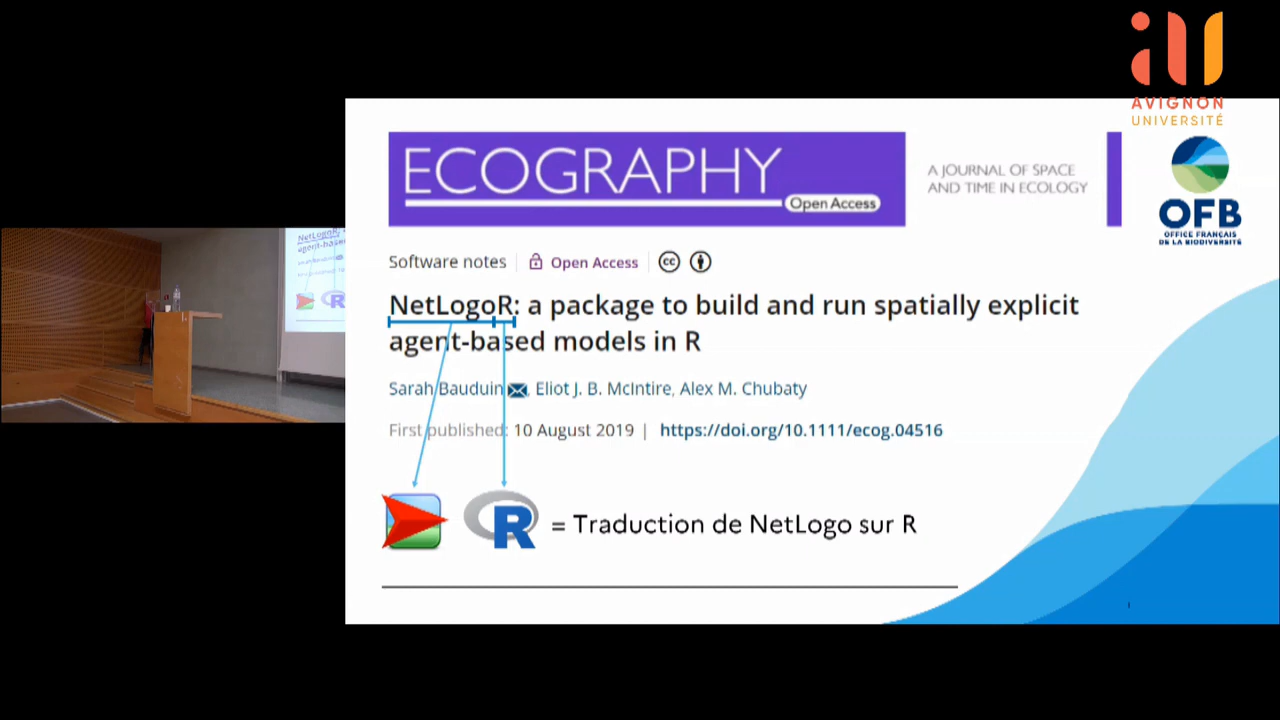 AVIGNON
UNIVERSITÉ
ECOGRAPHY
Open Access
A JOURNAL OF SPACE
AND TIME IN ECOLOGY
OFB
OFFICE FRANÇAIS
DE LA BIODIVERSITÉ
Software notes
Open Access
cc
NetLogoR: a package to build and run spatially explicit
agent-based models in R
Sarah Bauduin, Eliot J. B. McIntire, Alex M. Chubaty
First published: 10 August 2019 | https://doi.org/10.1111/ecog.04516
R = Traduction de NetLogo sur R